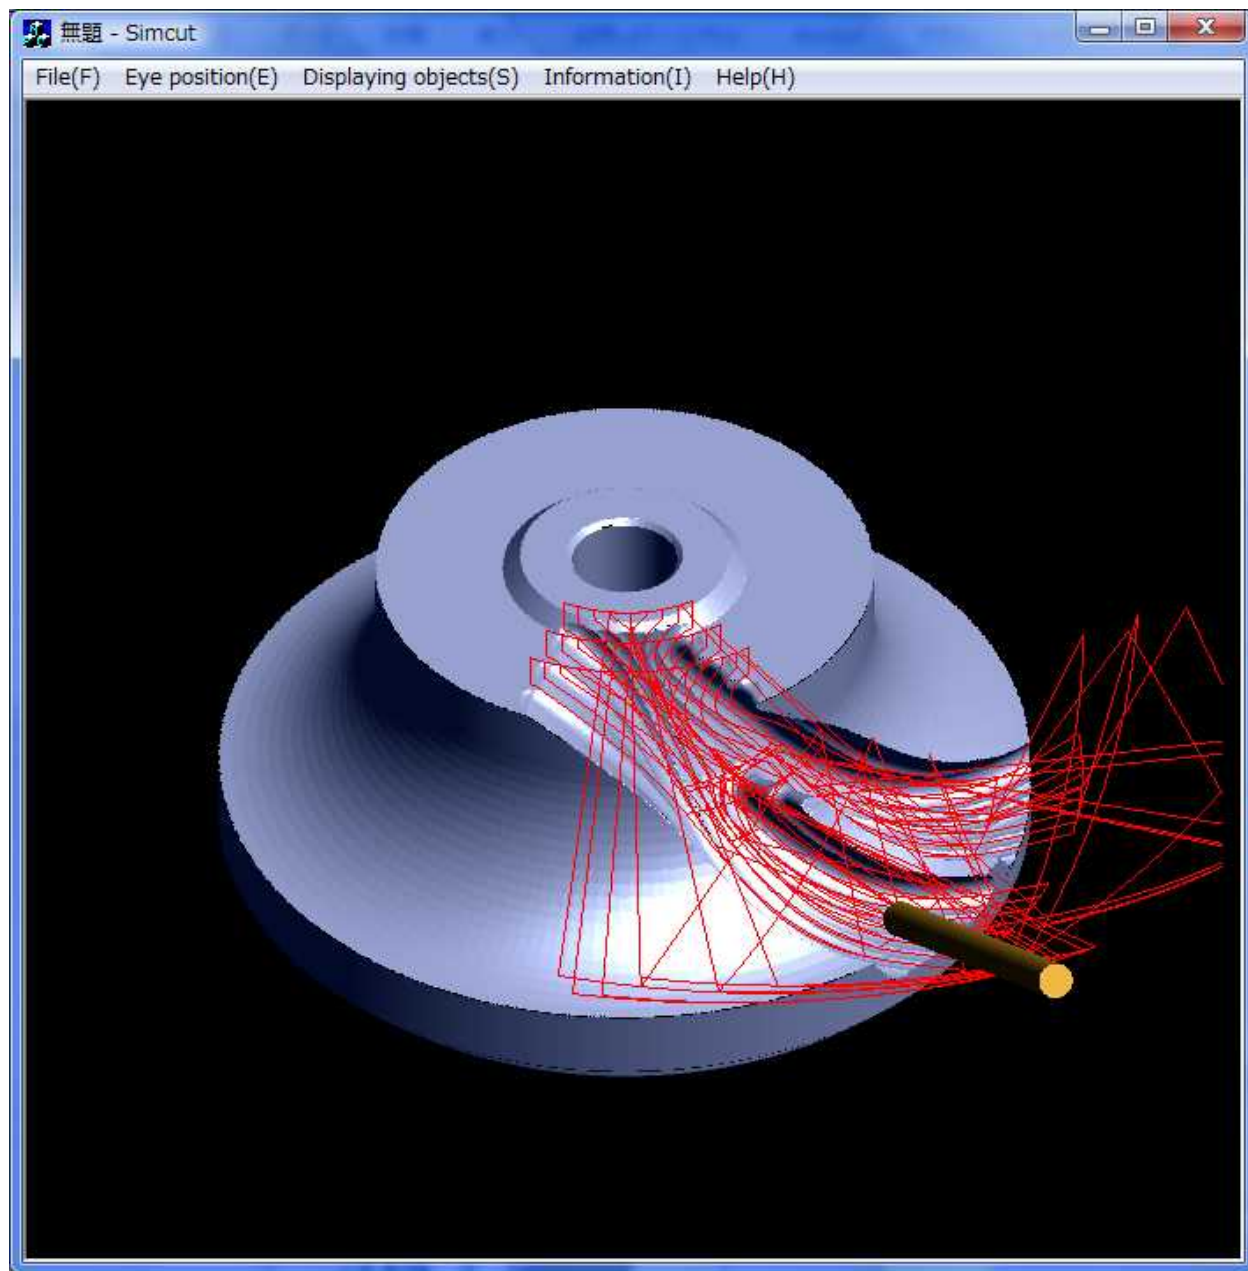 無題 - Simcut
File(F) Eye position(E) Displaying objects(S) Information(I) Help(H)